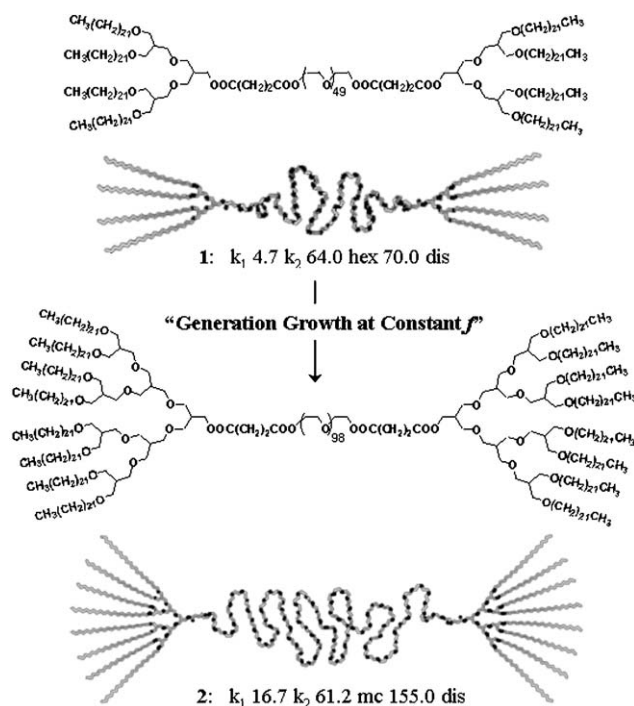 CH₃(CH₂)₂₁O O(CH₂)₂₁CH₃
CH₃(CH₂)₂₁O O O O(CH₂)₂₁CH₃
CH₃(CH₂)₂₁O O OOC(CH₂)₂COO ( O )₄₉ OOC(CH₂)₂COO O O(CH₂)₂₁CH₃
CH₃(CH₂)₂₁O O(CH₂)₂₁CH₃
1: k₁ 4.7 k₂ 64.0 hex 70.0 dis
“Generation Growth at Constant f”
CH₃(CH₂)₂₁O O(CH₂)₂₁CH₃
CH₃(CH₂)₂₁O O O O(CH₂)₂₁CH₃
CH₃(CH₂)₂₁O O O O(CH₂)₂₁CH₃
CH₃(CH₂)₂₁O O O O(CH₂)₂₁CH₃
OOC(CH₂)₂COO ( O )₉₈ OOC(CH₂)₂COO
CH₃(CH₂)₂₁O O O O O O(CH₂)₂₁CH₃
CH₃(CH₂)₂₁O O(CH₂)₂₁CH₃
CH₃(CH₂)₂₁O O O O(CH₂)₂₁CH₃
CH₃(CH₂)₂₁O O(CH₂)₂₁CH₃
2: k₁ 16.7 k₂ 61.2 mc 155.0 dis